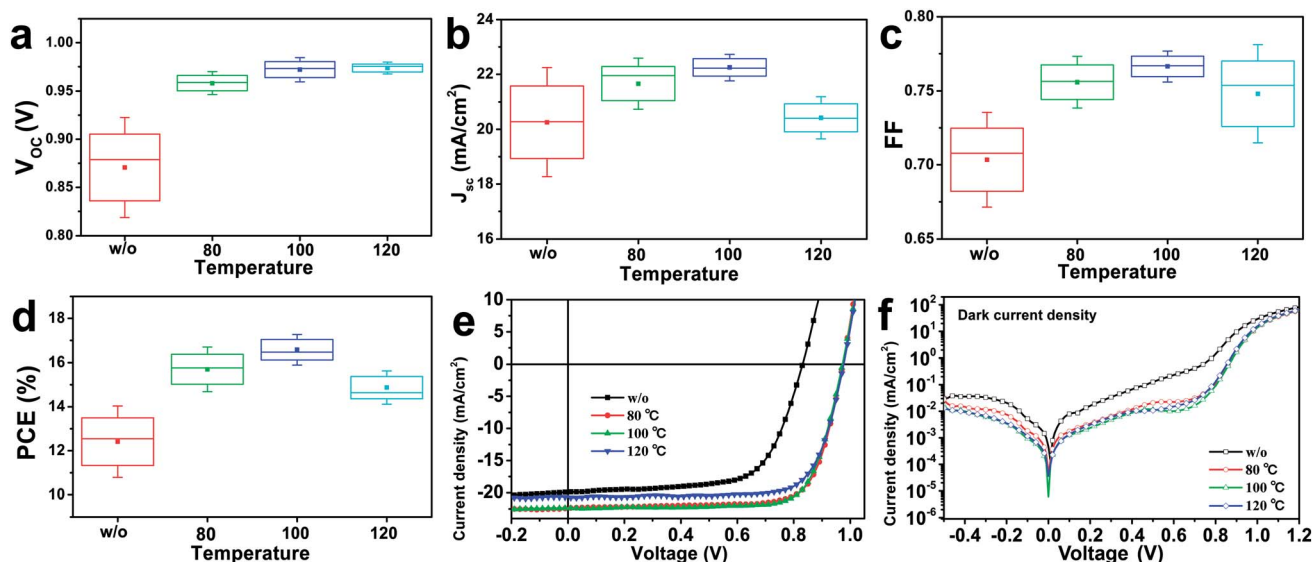 a
1.00
0.95
0.90
0.85
0.80
V_OC (V)
w/o 80 100 120
Temperature
b
24
22
20
18
16
J_sc (mA/cm²)
w/o 80 100 120
Temperature
c
0.80
0.75
0.70
0.65
FF
w/o 80 100 120
Temperature
d
18
16
14
12
10
PCE (%)
w/o 80 100 120
Temperature
e
10
5
0
-5
-10
-15
-20
Current density (mA/cm²)
w/o
80 °C
100 °C
120 °C
-0.2 0.0 0.2 0.4 0.6 0.8 1.0
Voltage (V)
f
Dark current density
10²
10¹
10⁰
10⁻¹
10⁻²
10⁻³
10⁻⁴
10⁻⁵
10⁻⁶
Current density (mA/cm²)
w/o
80 °C
100 °C
120 °C
-0.4 -0.2 0.0 0.2 0.4 0.6 0.8 1.0 1.2
Voltage (V)